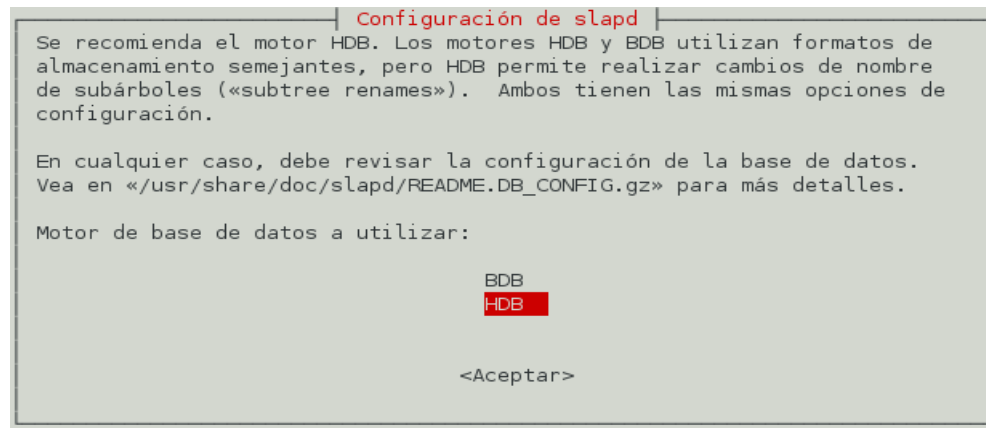 Configuración de slapd
Se recomienda el motor HDB. Los motores HDB y BDB utilizan formatos de
almacenamiento semejantes, pero HDB permite realizar cambios de nombre
de subárboles («subtree renames»).  Ambos tienen las mismas opciones de
configuración.
En cualquier caso, debe revisar la configuración de la base de datos.
Vea en «/usr/share/doc/slapd/README.DB_CONFIG.gz» para más detalles.
Motor de base de datos a utilizar:
BDB
HDB
<Aceptar>